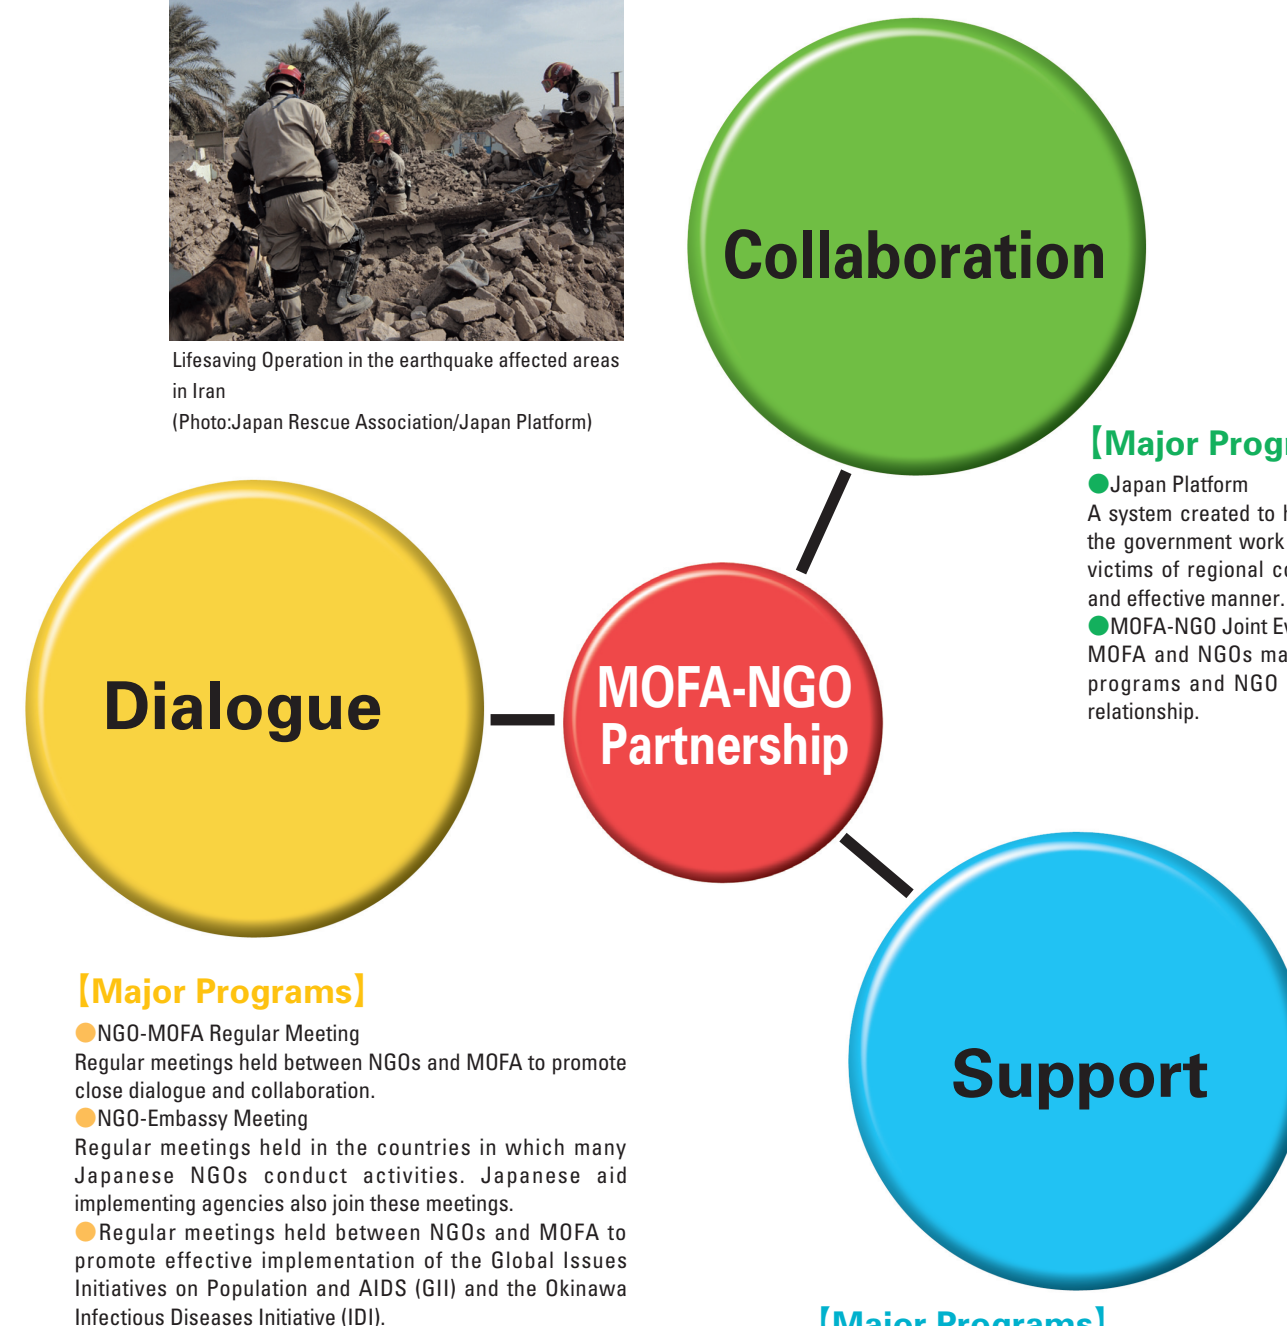 Lifesaving Operation in the earthquake affected areas
in Iran
(Photo:Japan Rescue Association/Japan Platform)
Collaboration
【Major Prog
●Japan Platform
A system created to
the government work
victims of regional
and effective manner.
●MOFA-NGO Joint
MOFA and NGOs
programs and NGO
relationship.
Dialogue
MOFA-NGO
Partnership
Support
【Major Programs】
●NGO-MOFA Regular Meeting
Regular meetings held between NGOs and MOFA to promote
close dialogue and collaboration.
●NGO-Embassy Meeting
Regular meetings held in the countries in which many
Japanese NGOs conduct activities. Japanese aid
implementing agencies also join these meetings.
●Regular meetings held between NGOs and MOFA to
promote effective implementation of the Global Issues
Initiatives on Population and AIDS (GII) and the Okinawa
Infectious Diseases Initiative (IDI).
【Major Programs】